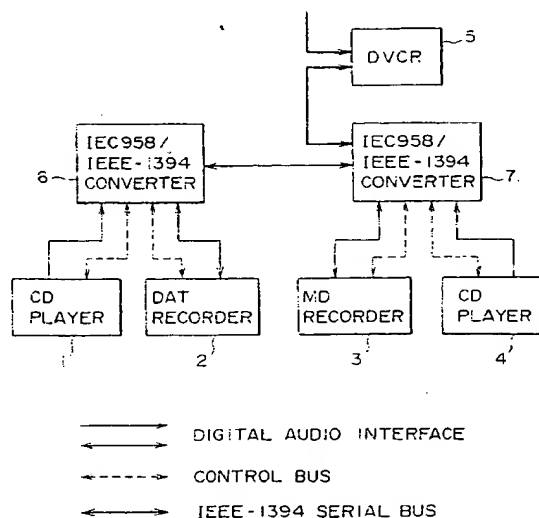 5
DVCR
IEC958/
IEEE-1394
CONVERTER
6
IEC958/
IEEE-1394
CONVERTER
7
CD
PLAYER
1
DAT
RECORDER
2
MD
RECORDER
3
CD
PLAYER
4
DIGITAL AUDIO INTERFACE
CONTROL BUS
IEEE-1394 SERIAL BUS